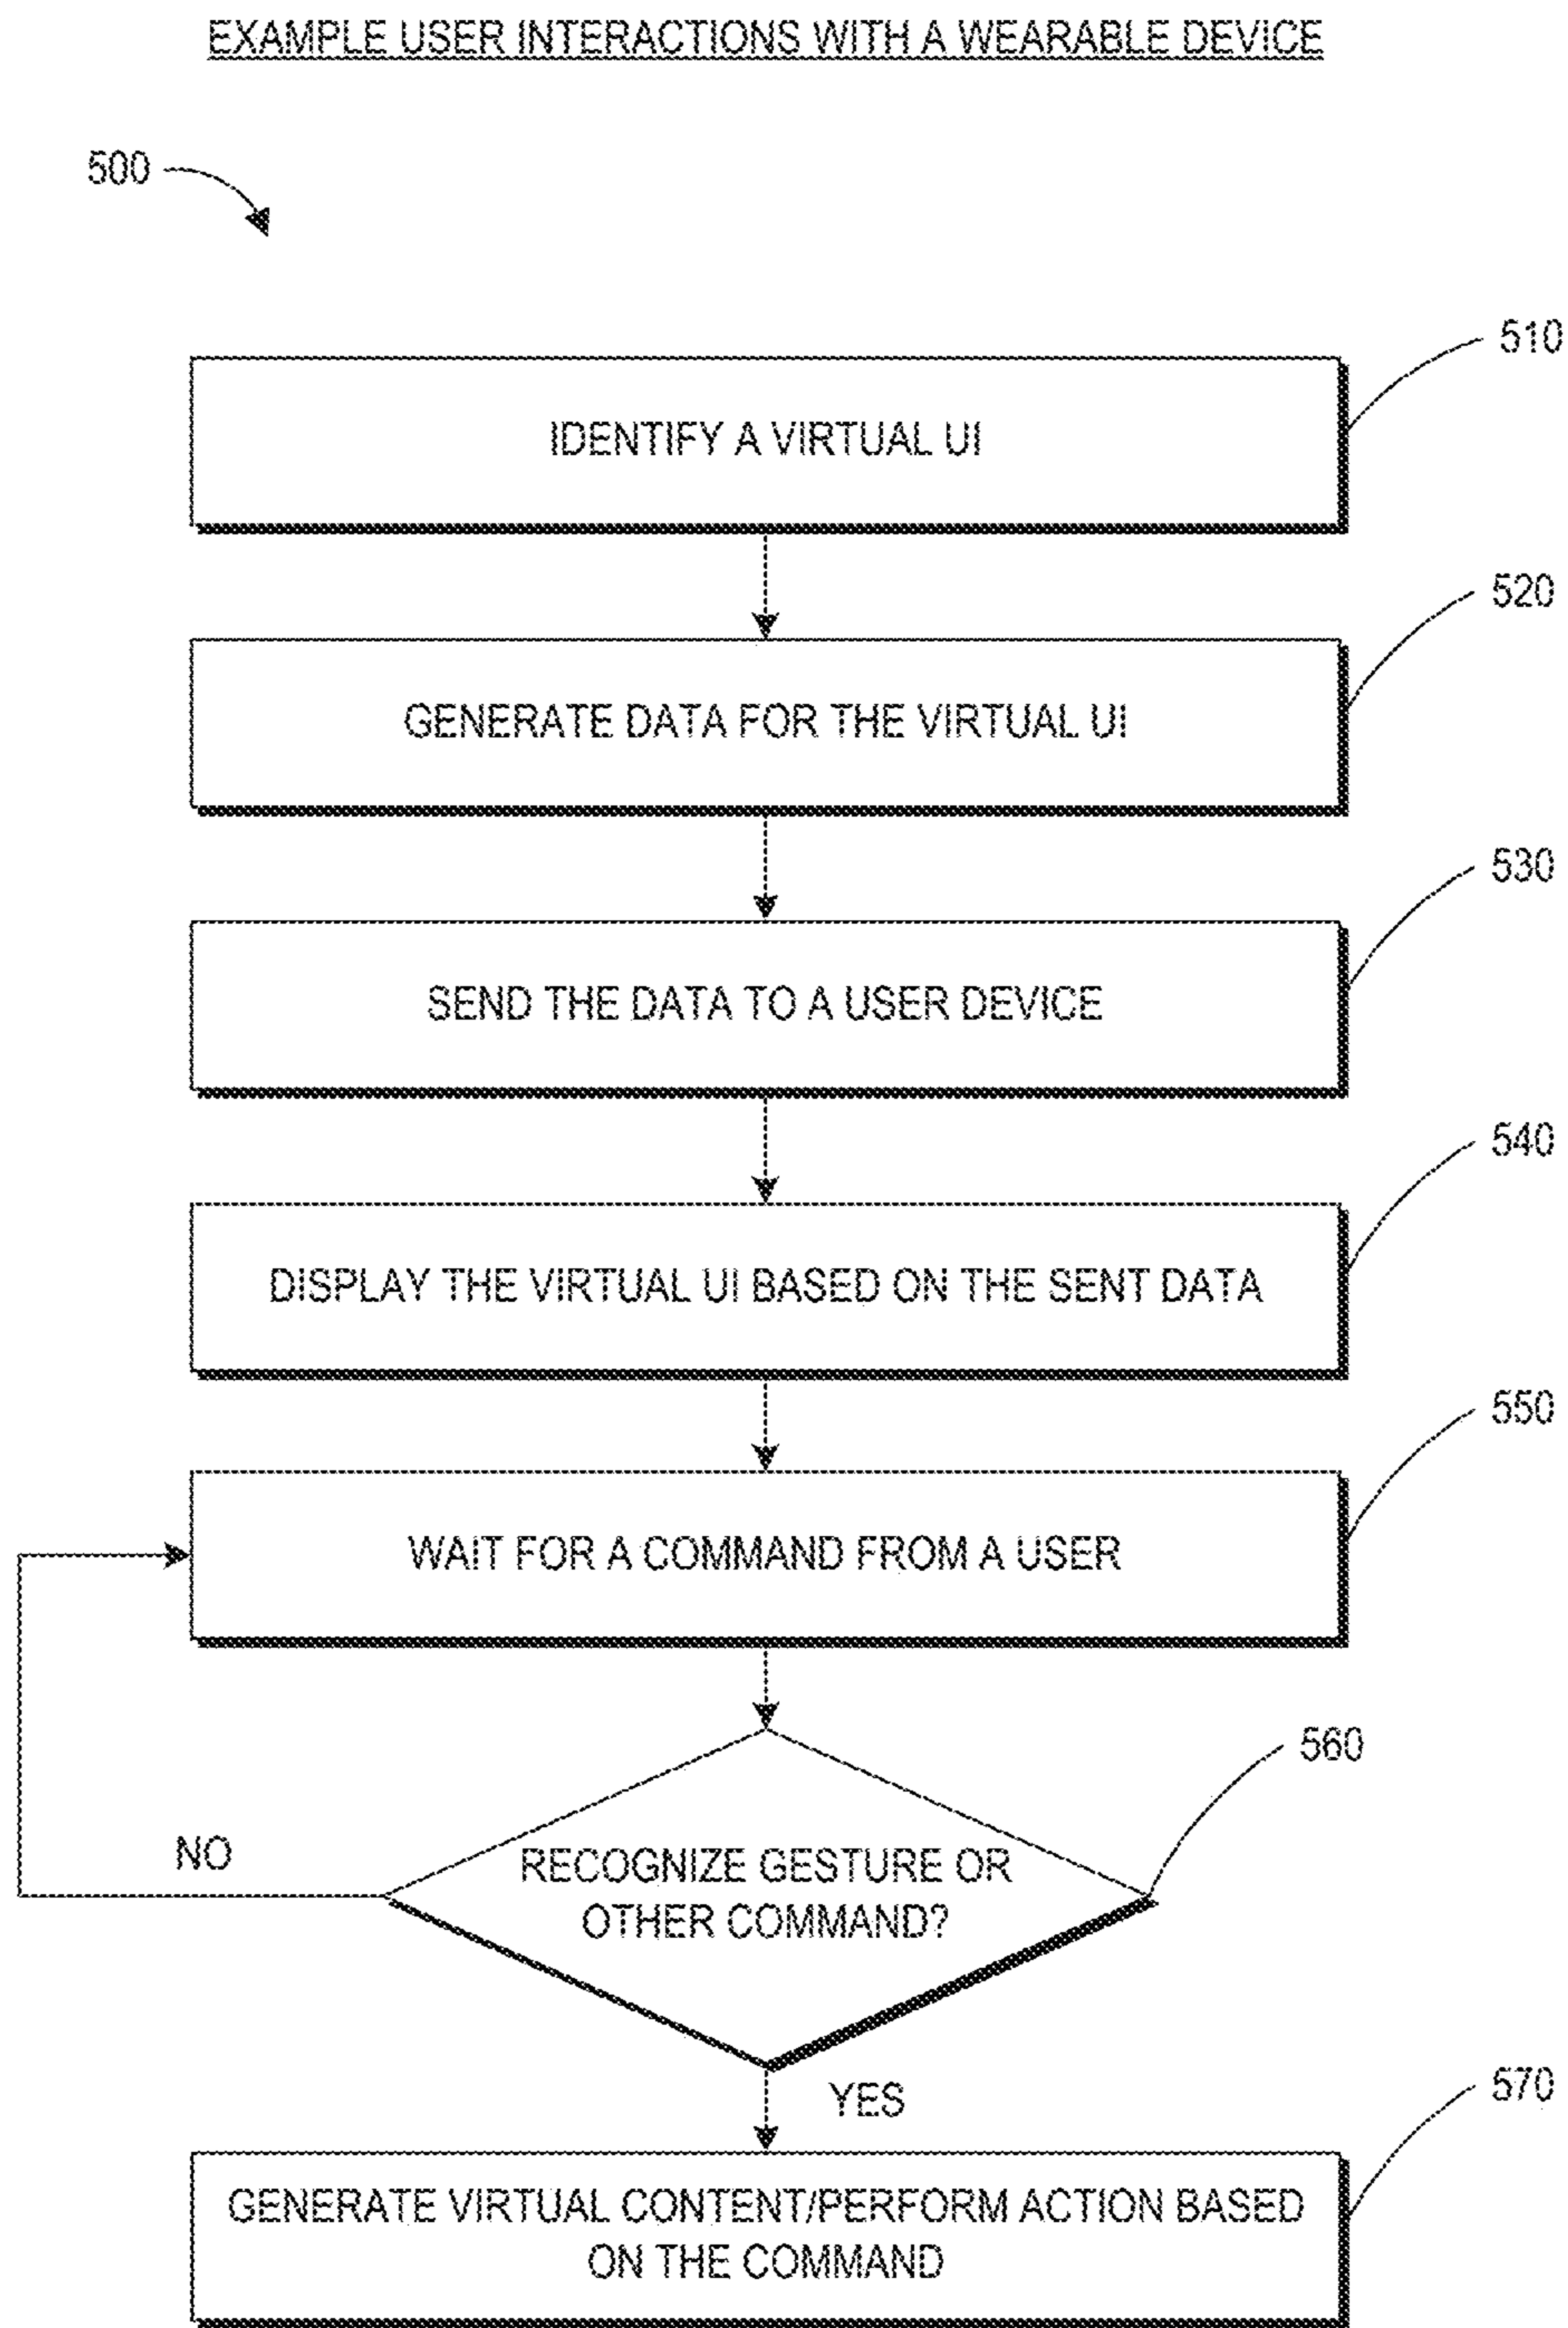 EXAMPLE USER INTERACTIONS WITH A WEARABLE DEVICE
500
510
IDENTIFY A VIRTUAL UI
520
GENERATE DATA FOR THE VIRTUAL UI
530
SEND THE DATA TO A USER DEVICE
540
DISPLAY THE VIRTUAL UI BASED ON THE SENT DATA
550
WAIT FOR A COMMAND FROM A USER
560
NO
RECOGNIZE GESTURE OR
OTHER COMMAND?
YES
570
GENERATE VIRTUAL CONTENT/PERFORM ACTION BASED
ON THE COMMAND